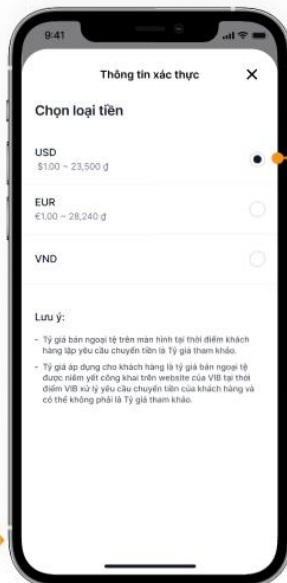 9:41
Thông tin xác thực
Chọn loại tiền
USD
$1.00 ~ 23,500 ₫
EUR
€1.00 ~ 28,240 ₫
VND
Lưu ý:
- Tỷ giá bán ngoại tệ trên màn hình tại thời điểm khách
hàng lập yêu cầu chuyển tiền là Tỷ giá tham khảo.
- Tỷ giá áp dụng cho khách hàng là tỷ giá bán ngoại tệ
được niêm yết công khai trên website của VIB tại thời
điểm VIB xử lý yêu cầu chuyển tiền của khách hàng và
có thể không phải là Tỷ giá tham khảo.